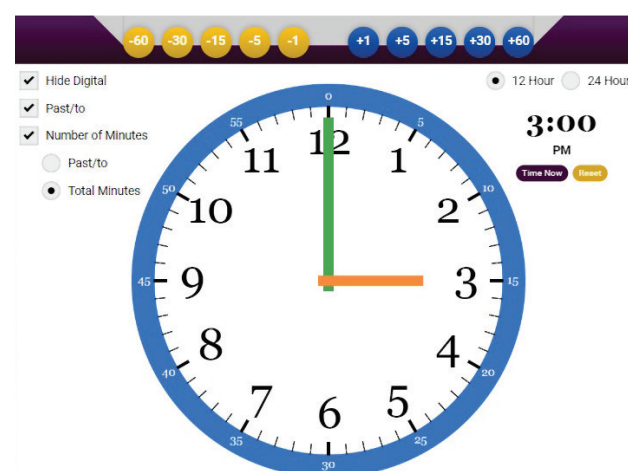 -60 -30 -15 -5 -1 +1 +5 +15 +30 +60
Hide Digital
Past/to
Number of Minutes
Past/to
Total Minutes
12 Hour 24 Hour
3:00
PM
Time Now Reset
0
5
10
15
20
25
30
35
40
45
50
55
12
1
2
3
4
5
6
7
8
9
10
11